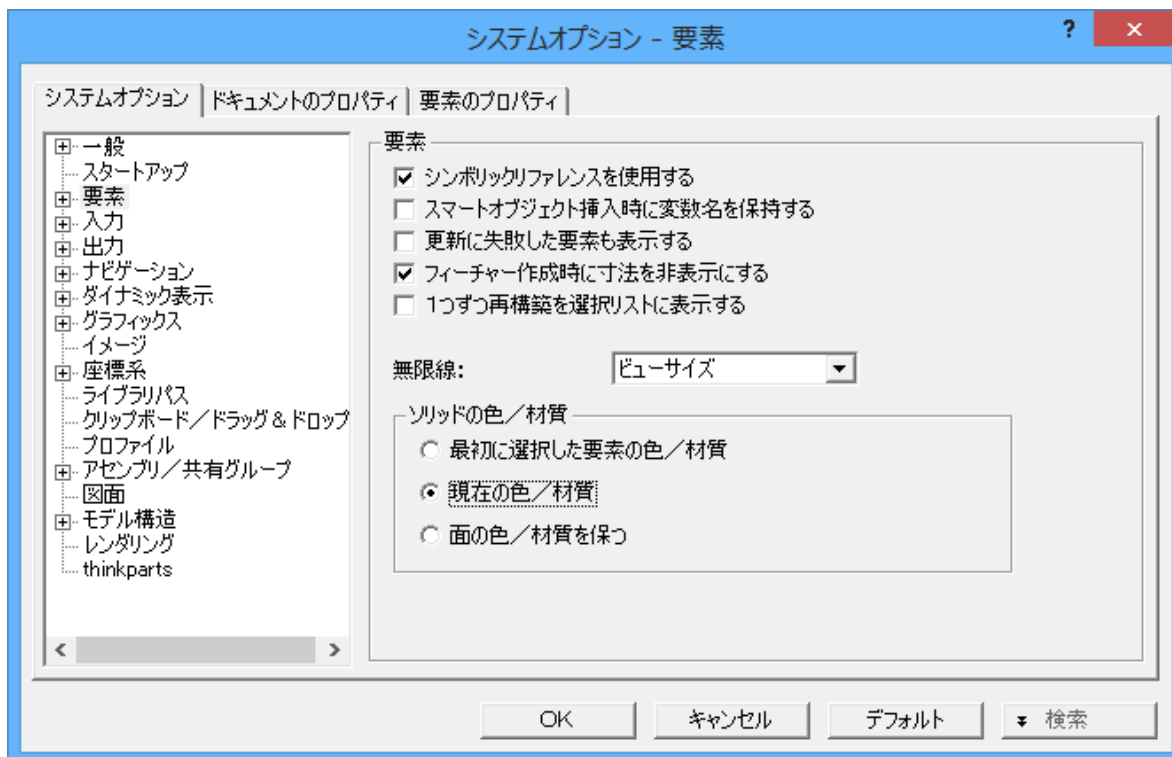 システムオプション - 要素
?
×
システムオプション
ドキュメントのプロパティ
要素のプロパティ
一般
スタートアップ
要素
入力
出力
ナビゲーション
ダイナミック表示
グラフィックス
イメージ
座標系
ライブラリパス
クリップボード／ドラッグ＆ドロップ
プロファイル
アセンブリ／共有グループ
図面
モデル構造
レンダリング
thinkparts
要素
シンボリックリファレンスを使用する
スマートオブジェクト挿入時に変数名を保持する
更新に失敗した要素も表示する
フィーチャー作成時に寸法を非表示にする
1つずつ再構築を選択リストに表示する
無限線: ビューサイズ
ソリッドの色／材質
最初に選択した要素の色／材質
現在の色／材質
面の色／材質を保つ
OK
キャンセル
デフォルト
検索